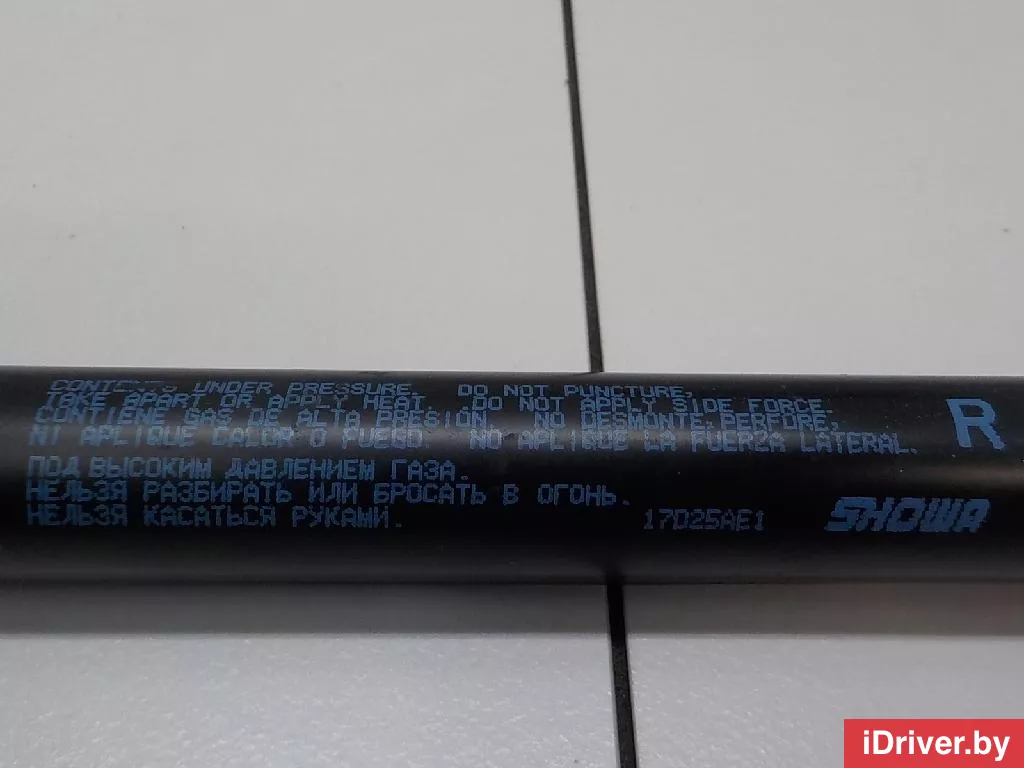 CONTENTS UNDER PRESSURE. DO NOT PUNCTURE,
TAKE APART OR APPLY HEAT. .DO NOT APPLY SIDE FORCE.
CONTIENE GAS DE ALTA PRESION. NO DESMONTE,PERFORE,
NI APLIQUE CALOR O FUEGO. NO APLIQUE LA FUERZA LATERAL.
R
ПОД ВЫСОКИМ ДАВЛЕНИЕМ ГАЗА.
НЕЛЬЗЯ РАЗБИРАТЬ ИЛИ БРОСАТЬ В ОГОНЬ.
НЕЛЬЗЯ КАСАТЬСЯ РУКАМИ.
17D25AE1
SHOWA
iDriver.by